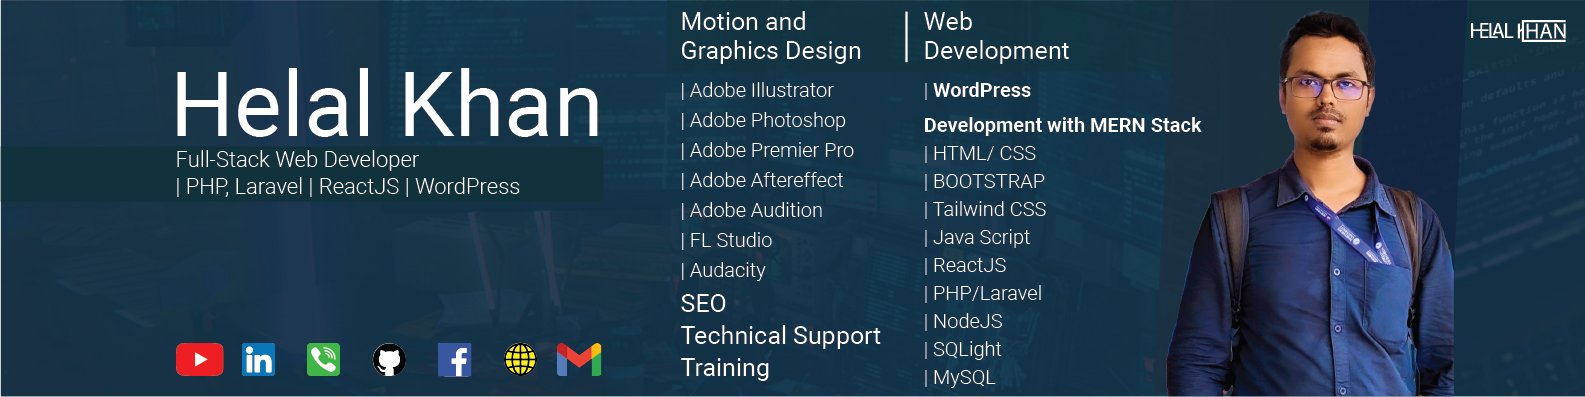 Helal Khan
Full-Stack Web Developer
| PHP, Laravel | ReactJS | WordPress
Motion and
Graphics Design
| Adobe Illustrator
| Adobe Photoshop
| Adobe Premier Pro
| Adobe Aftereffect
| Adobe Audition
| FL Studio
| Audacity
SEO
Technical Support
Training
Web
Development
| WordPress
Development with MERN Stack
| HTML/ CSS
| BOOTSTRAP
| Tailwind CSS
| Java Script
| ReactJS
| PHP/Laravel
| NodeJS
| SQLight
| MySQL
HELAL KHAN
in
f